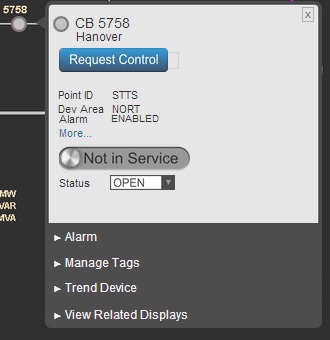 5758
x
CB 5758
Hanover
Request Control
Point ID STTS
Dev Area NORT
Alarm ENABLED
More...
Not in Service
Status OPEN
MW
VAR
MVA
Alarm
Manage Tags
Trend Device
View Related Displays